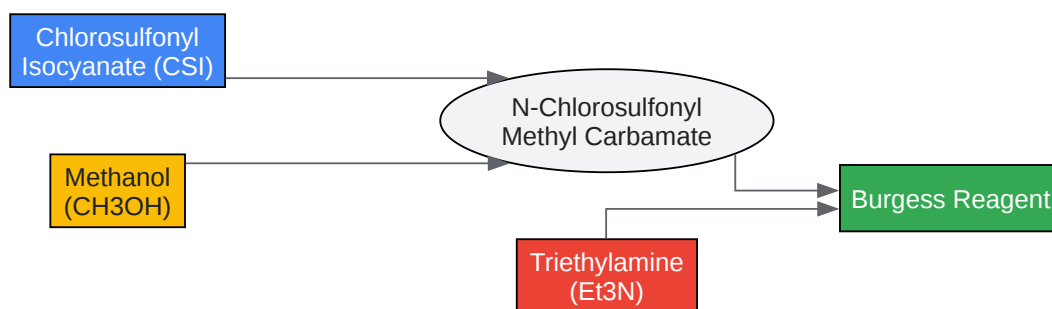 Chlorosulfonyl
Isocyanate (CSI)
N-Chlorosulfonyl
Methyl Carbamate
Methanol
(CH3OH)
Burgess Reagent
Triethylamine
(Et3N)